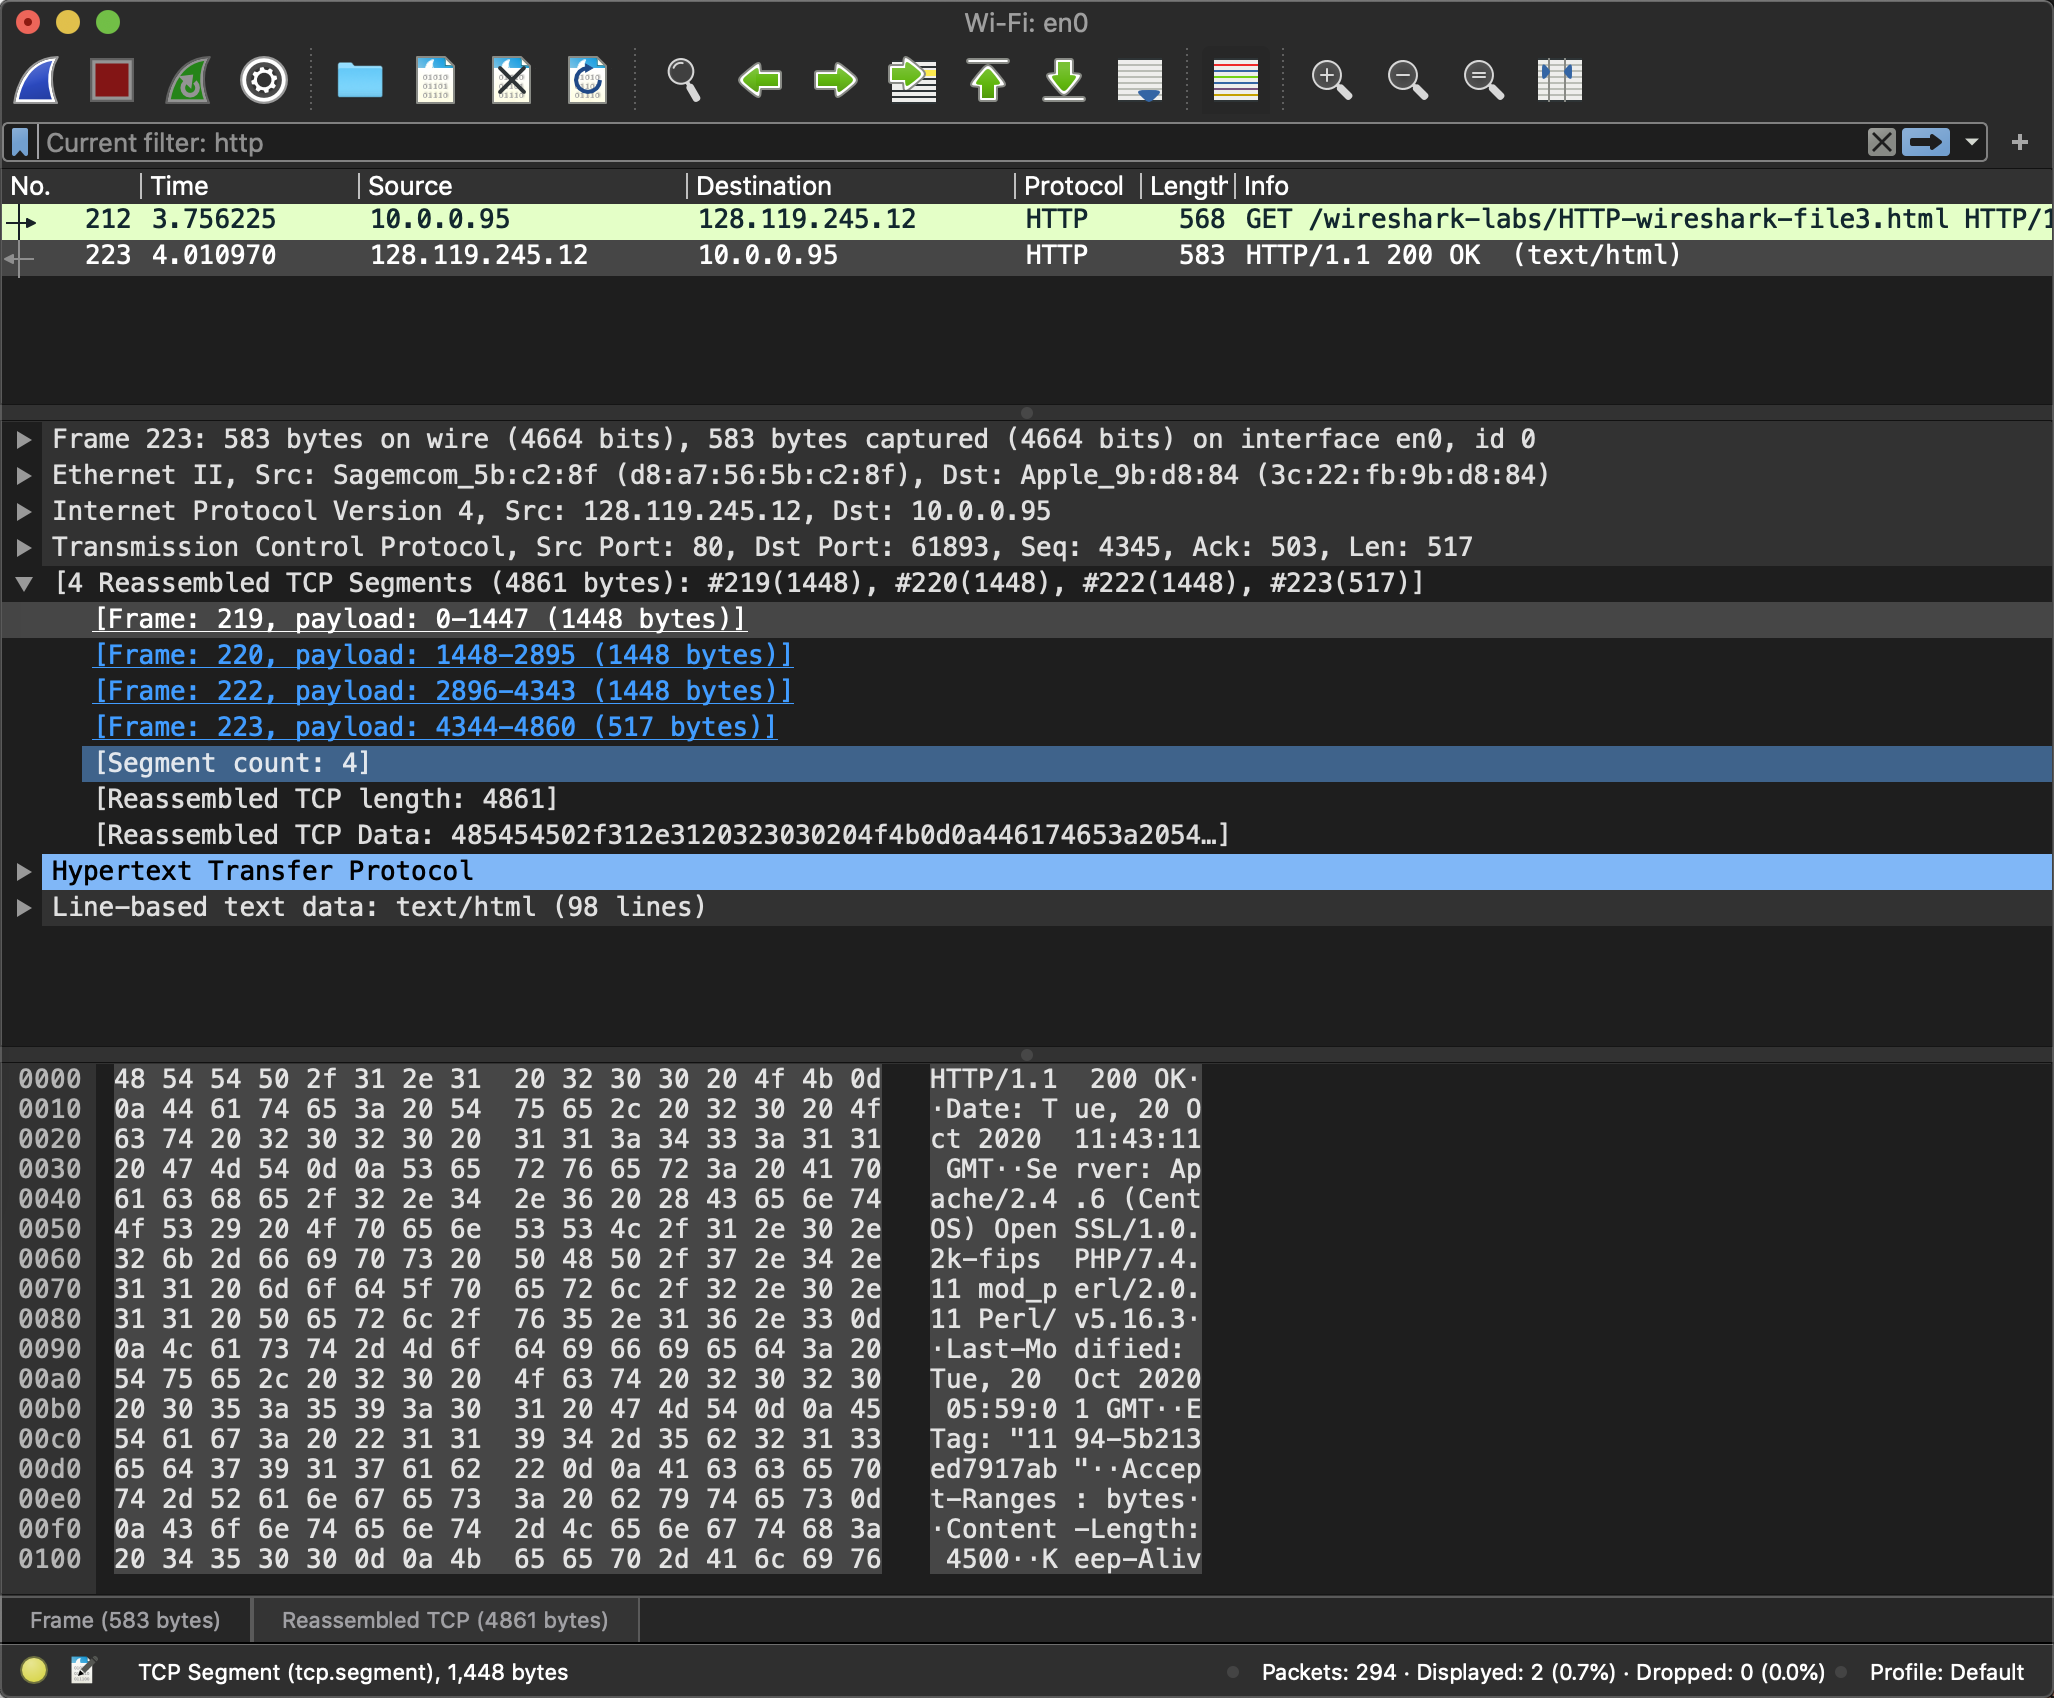 Wi-Fi: en0
Current filter: http
No. Time Source Destination Protocol Length Info
212 3.756225 10.0.0.95 128.119.245.12 HTTP 568 GET /wireshark-labs/HTTP-wireshark-file3.html HTTP/1
223 4.010970 128.119.245.12 10.0.0.95 HTTP 583 HTTP/1.1 200 OK  (text/html)
Frame 223: 583 bytes on wire (4664 bits), 583 bytes captured (4664 bits) on interface en0, id 0
Ethernet II, Src: Sagemcom_5b:c2:8f (d8:a7:56:5b:c2:8f), Dst: Apple_9b:d8:84 (3c:22:fb:9b:d8:84)
Internet Protocol Version 4, Src: 128.119.245.12, Dst: 10.0.0.95
Transmission Control Protocol, Src Port: 80, Dst Port: 61893, Seq: 4345, Ack: 503, Len: 517
[4 Reassembled TCP Segments (4861 bytes): #219(1448), #220(1448), #222(1448), #223(517)]
[Frame: 219, payload: 0-1447 (1448 bytes)]
[Frame: 220, payload: 1448-2895 (1448 bytes)]
[Frame: 222, payload: 2896-4343 (1448 bytes)]
[Frame: 223, payload: 4344-4860 (517 bytes)]
[Segment count: 4]
[Reassembled TCP length: 4861]
[Reassembled TCP Data: 485454502f312e3120323030204f4b0d0a446174653a2054…]
Hypertext Transfer Protocol
Line-based text data: text/html (98 lines)
0000 48 54 54 50 2f 31 2e 31 20 32 30 30 20 4f 4b 0d HTTP/1.1 200 OK·
0010 0a 44 61 74 65 3a 20 54 75 65 2c 20 32 30 20 4f ·Date: T ue, 20 O
0020 63 74 20 32 30 32 30 20 31 31 3a 34 33 3a 31 31 ct 2020 11:43:11
0030 20 47 4d 54 0d 0a 53 65 72 76 65 72 3a 20 41 70 GMT··Se rver: Ap
0040 61 63 68 65 2f 32 2e 34 2e 36 20 28 43 65 6e 74 ache/2.4 .6 (Cent
0050 4f 53 29 20 4f 70 65 6e 53 53 4c 2f 31 2e 30 2e OS) Open SSL/1.0.
0060 32 6b 2d 66 69 70 73 20 50 48 50 2f 37 2e 34 2e 2k-fips PHP/7.4.
0070 31 31 20 6d 6f 64 5f 70 65 72 6c 2f 32 2e 30 2e 11 mod_p erl/2.0.
0080 31 31 20 50 65 72 6c 2f 76 35 2e 31 36 2e 33 0d 11 Perl/ v5.16.3·
0090 0a 4c 61 73 74 2d 4d 6f 64 69 66 69 65 64 3a 20 ·Last-Mo dified:
00a0 54 75 65 2c 20 32 30 20 4f 63 74 20 32 30 32 30 Tue, 20 Oct 2020
00b0 20 30 35 3a 35 39 3a 30 31 20 47 4d 54 0d 0a 45 05:59:0 1 GMT··E
00c0 54 61 67 3a 20 22 31 31 39 34 2d 35 62 32 31 33 Tag: "11 94-5b213
00d0 65 64 37 39 31 37 61 62 22 0d 0a 41 63 63 65 70 ed7917ab "··Accep
00e0 74 2d 52 61 6e 67 65 73 3a 20 62 79 74 65 73 0d t-Ranges : bytes·
00f0 0a 43 6f 6e 74 65 6e 74 2d 4c 65 6e 67 74 68 3a ·Content -Length:
0100 20 34 35 30 30 0d 0a 4b 65 65 70 2d 41 6c 69 76 4500··K eep-Aliv
Frame (583 bytes) Reassembled TCP (4861 bytes)
TCP Segment (tcp.segment), 1,448 bytes Packets: 294 · Displayed: 2 (0.7%) · Dropped: 0 (0.0%) Profile: Default